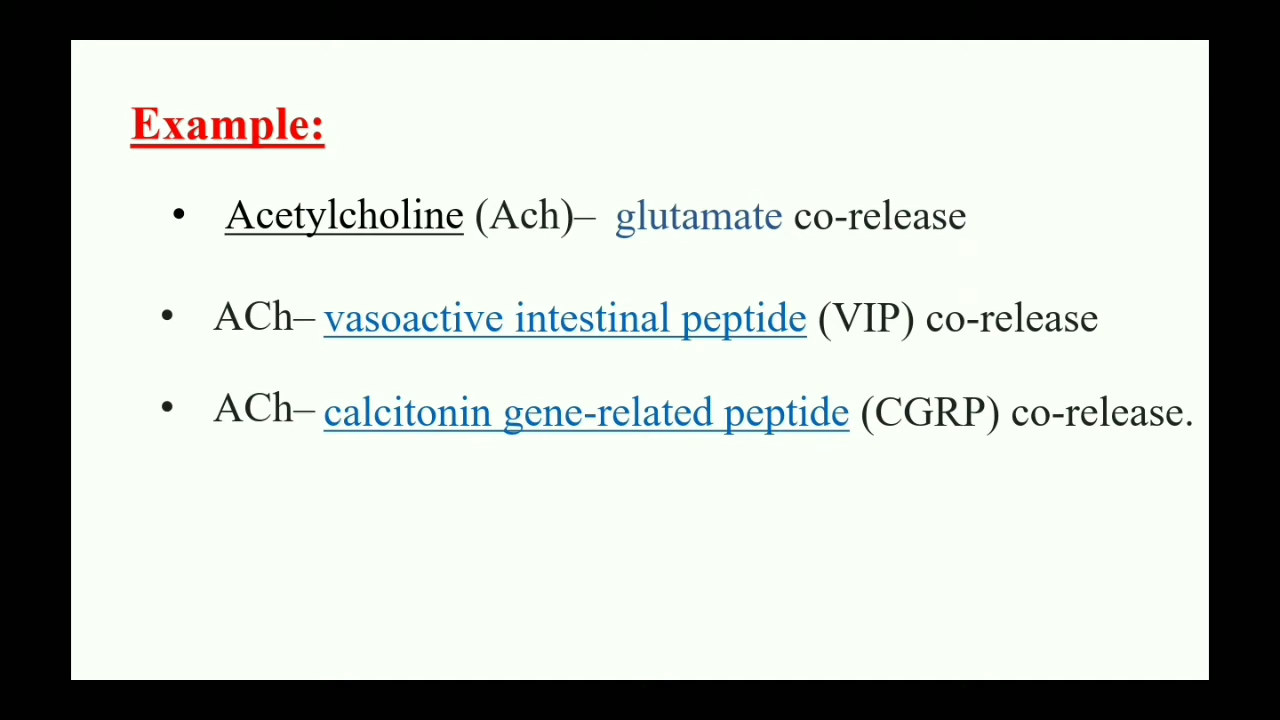 Example:
• Acetylcholine (Ach)– glutamate co-release
• ACh– vasoactive intestinal peptide (VIP) co-release
• ACh– calcitonin gene-related peptide (CGRP) co-release.